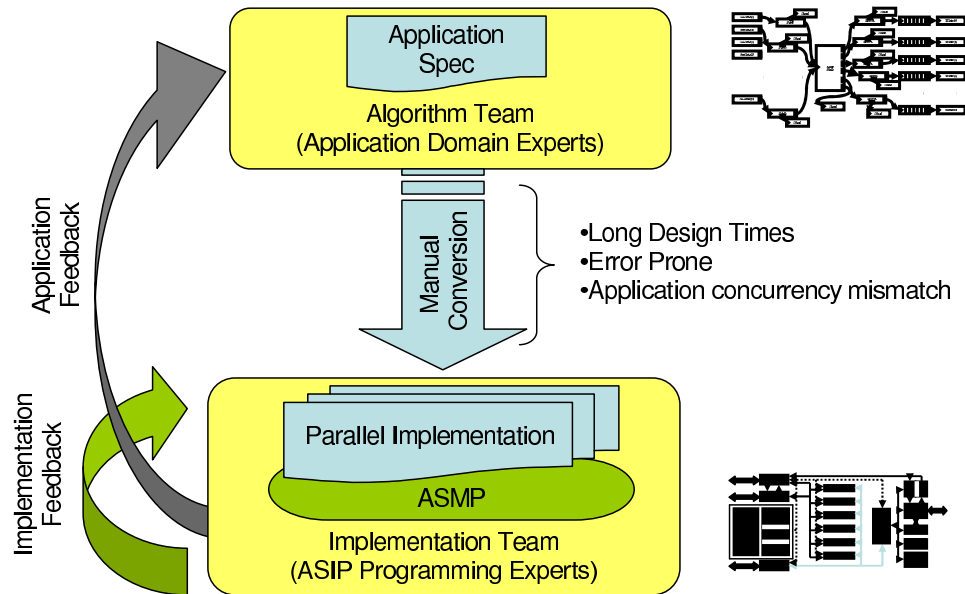 Application
Spec
Algorithm Team
(Application Domain Experts)
Manual
Conversion
•Long Design Times
•Error Prone
•Application concurrency mismatch
Application
Feedback
Implementation
Feedback
Parallel Implementation
ASMP
Implementation Team
(ASIP Programming Experts)